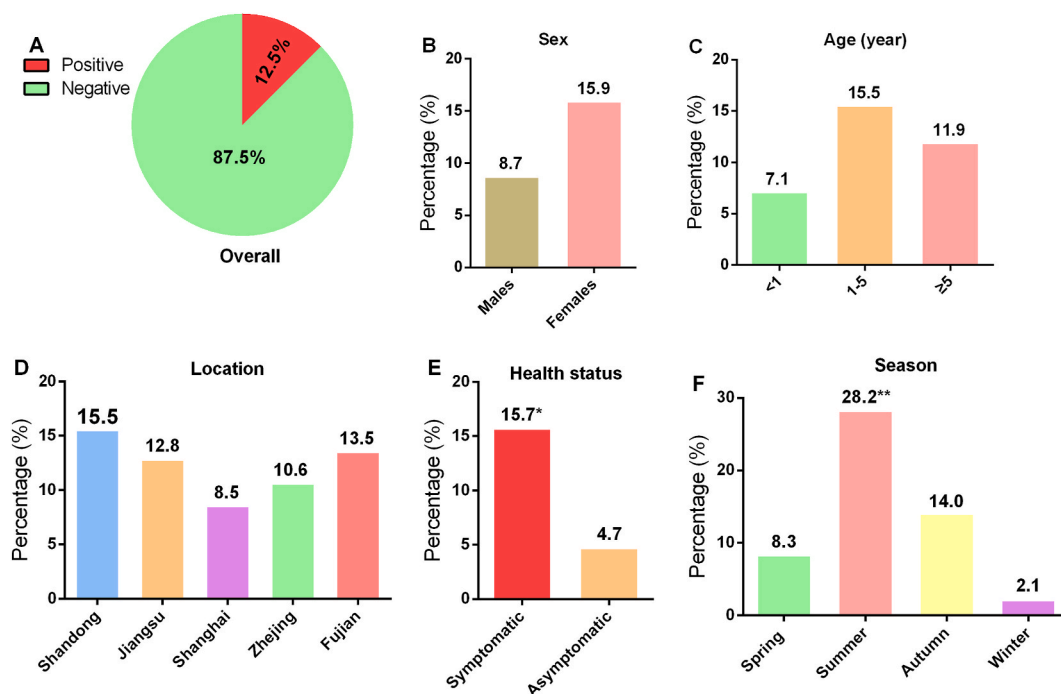 A
Positive
Negative
12.5%
87.5%
Overall
B
Sex
Percentage (%)
20
15
10
5
0
8.7
15.9
Males
Females
C
Age (year)
Percentage (%)
20
15
10
5
0
7.1
15.5
11.9
<1
1-5
≥5
D
Location
Percentage (%)
20
15
10
5
0
15.5
12.8
8.5
10.6
13.5
Shandong
Jiangsu
Shanghai
Zhejing
Fujian
E
Health status
Percentage (%)
20
15
10
5
0
15.7*
4.7
Symptomatic
Asymptomatic
F
Season
Percentage (%)
30
20
10
0
8.3
28.2**
14.0
2.1
Spring
Summer
Autumn
Winter